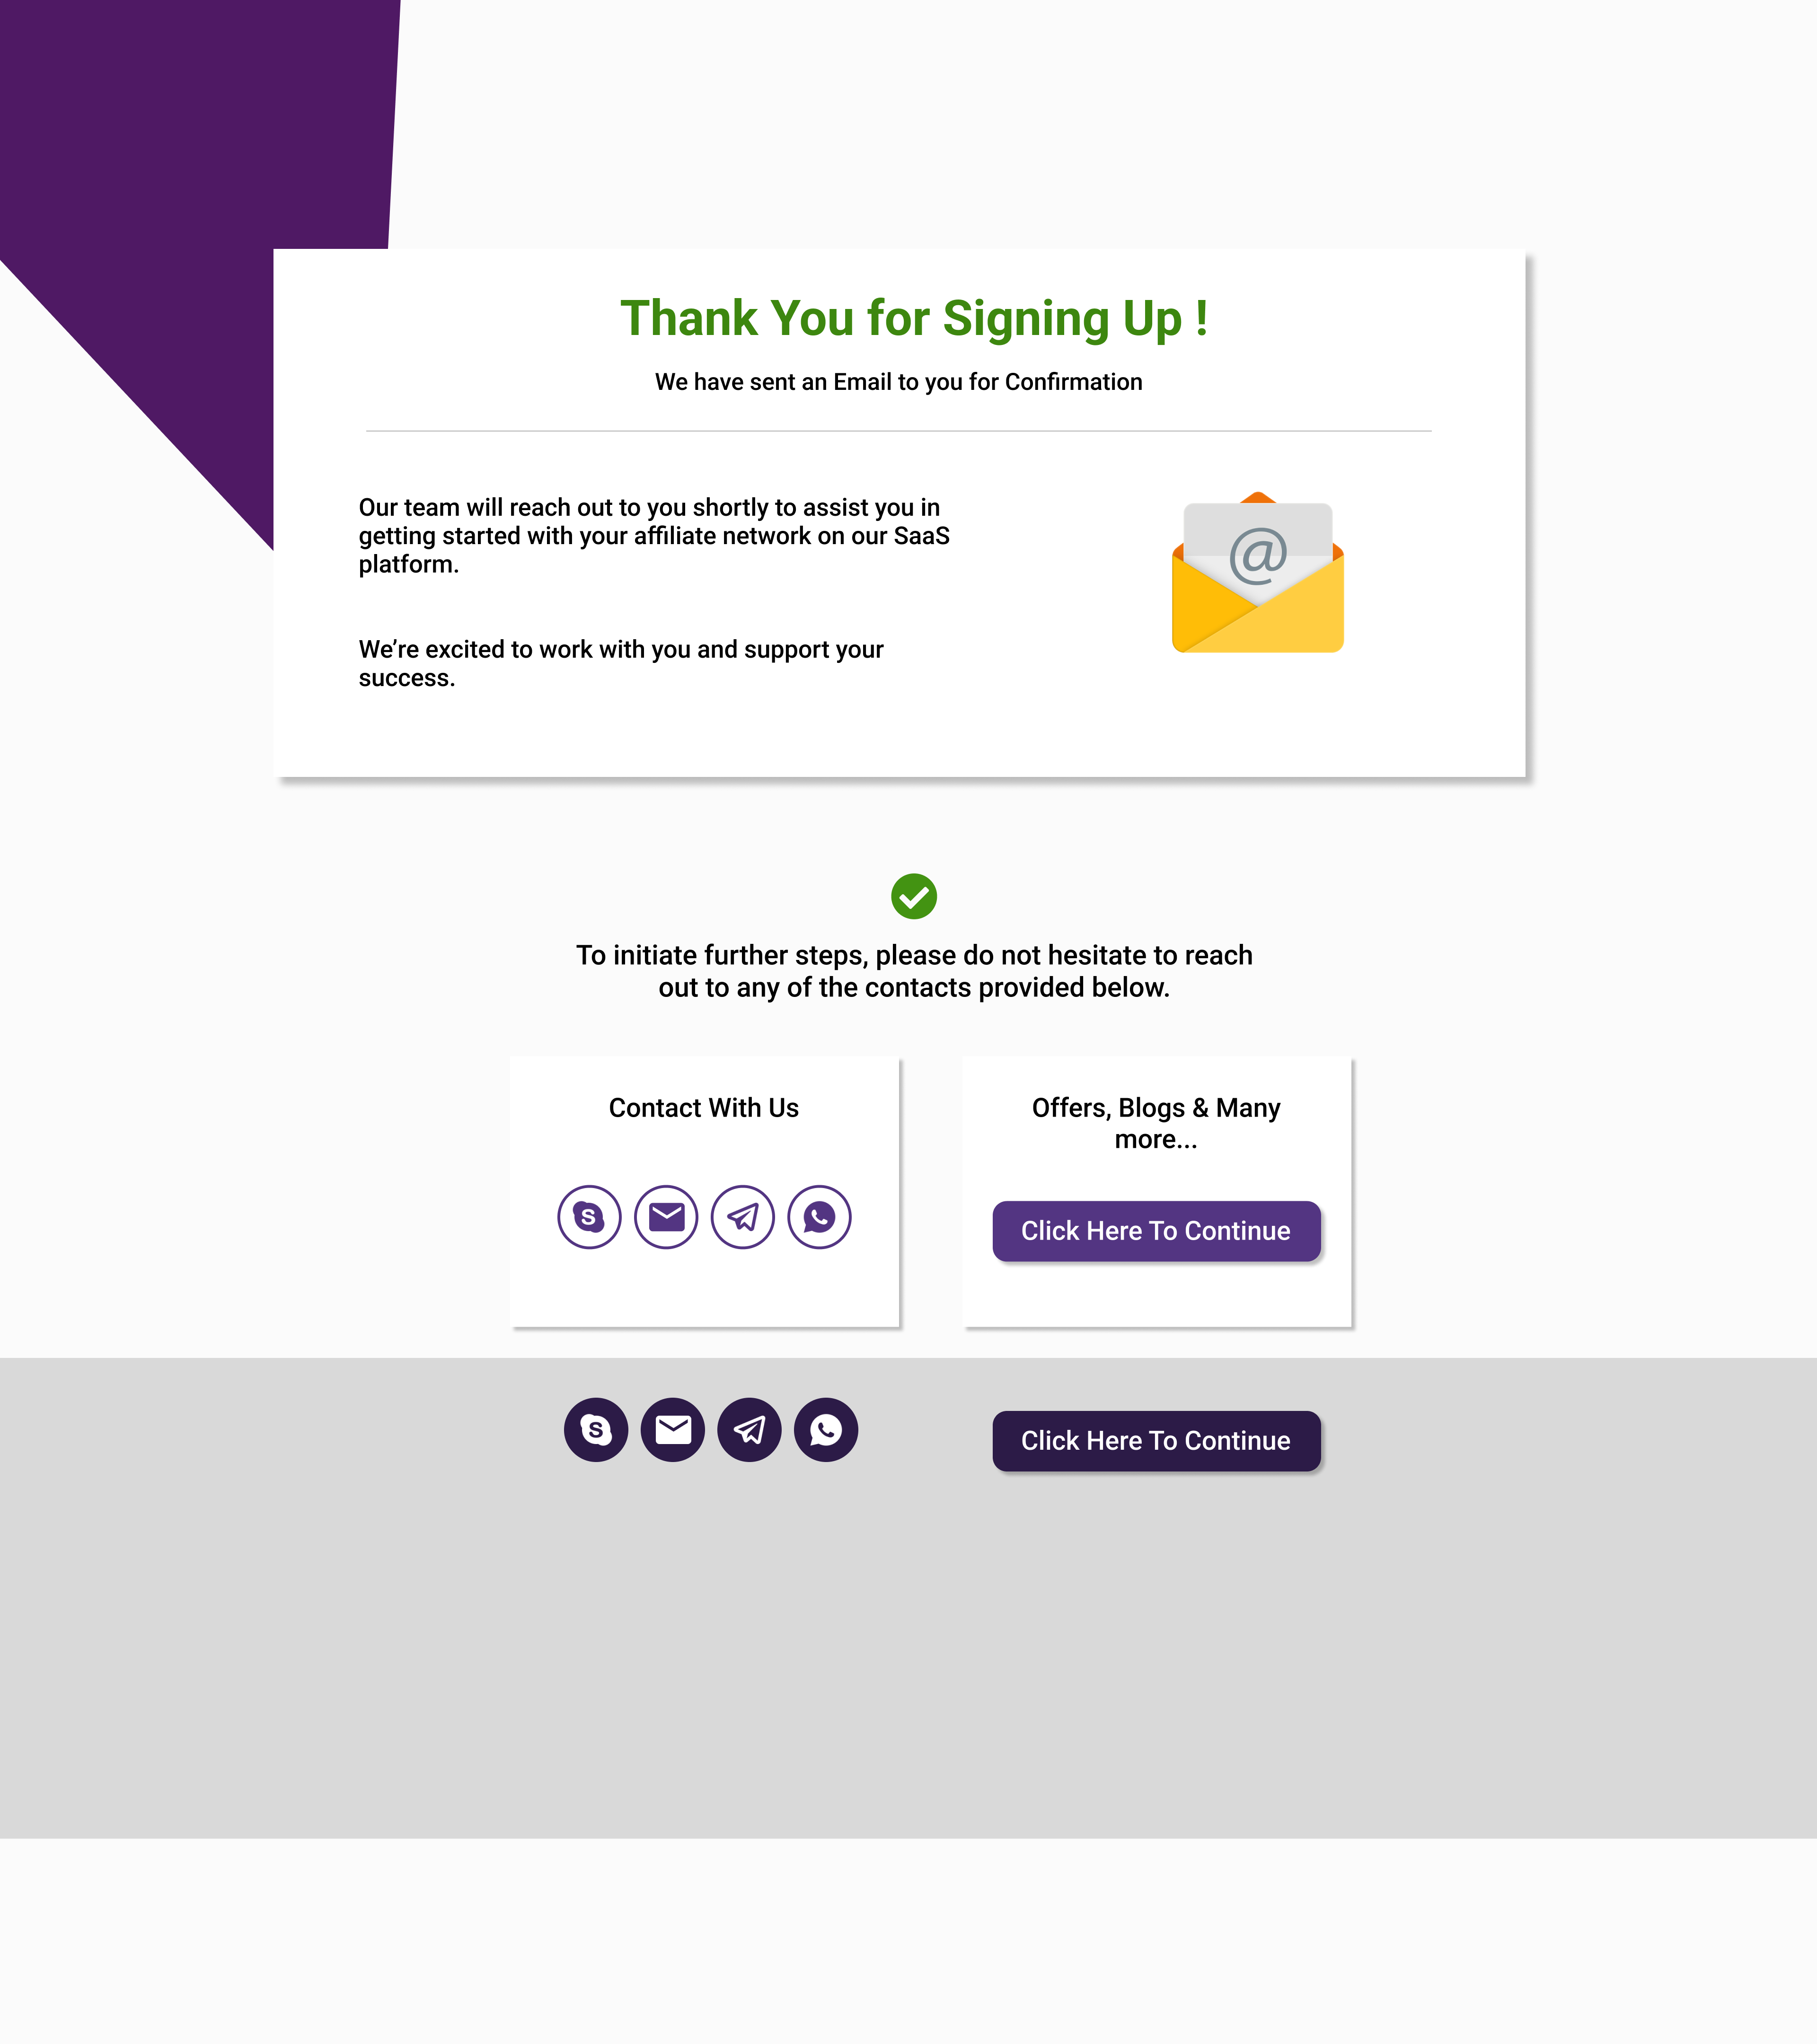 Thank You for Signing Up !
We have sent an Email to you for Confirmation
Our team will reach out to you shortly to assist you in
getting started with your affiliate network on our SaaS
platform.
@
We’re excited to work with you and support your
success.
To initiate further steps, please do not hesitate to reach
out to any of the contacts provided below.
Contact With Us
Offers, Blogs & Many
more...
S
Click Here To Continue
S
Click Here To Continue